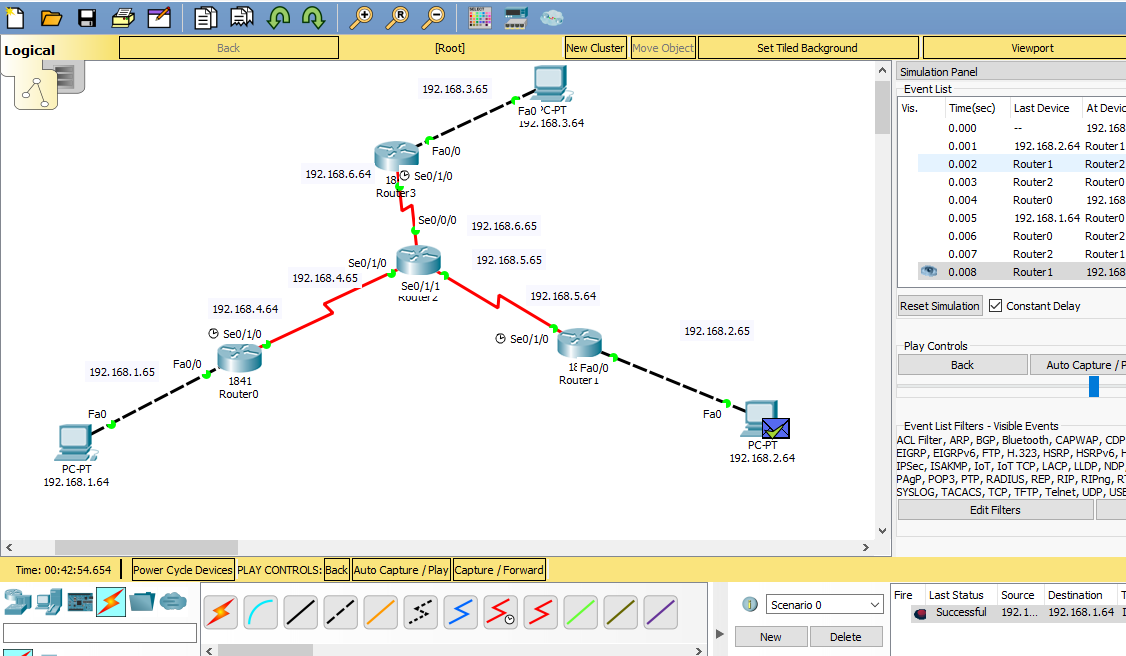 Logical
Back
[Root]
New Cluster
Move Object
Set Tiled Background
Viewport
192.168.3.65
Fa0
PC-PT
192.168.3.64
Fa0/0
192.168.6.64
18
Se0/1/0
Router3
Se0/0/0
192.168.6.65
Se0/1/0
192.168.5.65
192.168.4.65
Se0/1/1
Router2
192.168.5.64
192.168.4.64
Se0/1/0
Se0/1/0
192.168.2.65
Fa0/0
18
Fa0/0
192.168.1.65
1841
Router1
Router0
Fa0
Fa0
PC-PT
192.168.1.64
PC-PT
192.168.2.64
Simulation Panel
Event List
Vis. Time(sec) Last Device At Devic
0.000 -- 192.168
0.001 192.168.2.64 Router1
0.002 Router1 Router2
0.003 Router2 Router0
0.004 Router0 192.168
0.005 192.168.1.64 Router0
0.006 Router0 Router2
0.007 Router2 Router1
0.008 Router1 192.168
Reset Simulation
Constant Delay
Play Controls
Back
Auto Capture / P
Event List Filters - Visible Events
ACL Filter, ARP, BGP, Bluetooth, CAPWAP, CDP
EIGRP, EIGRPv6, FTP, H.323, HSRP, HSRPv6, H
IPSec, ISAKMP, IoT, IoT TCP, LACP, LLDP, NDP,
PAgP, POP3, PTP, RADIUS, REP, RIP, RIPng, RT
SYSLOG, TACACS, TCP, TFTP, Telnet, UDP, USB
Edit Filters
Time: 00:42:54.654
Power Cycle Devices
PLAY CONTROLS:
Back
Auto Capture / Play
Capture / Forward
Scenario 0
New
Delete
Fire Last Status Source Destination T
Successful 192.1... 192.168.1.64 I